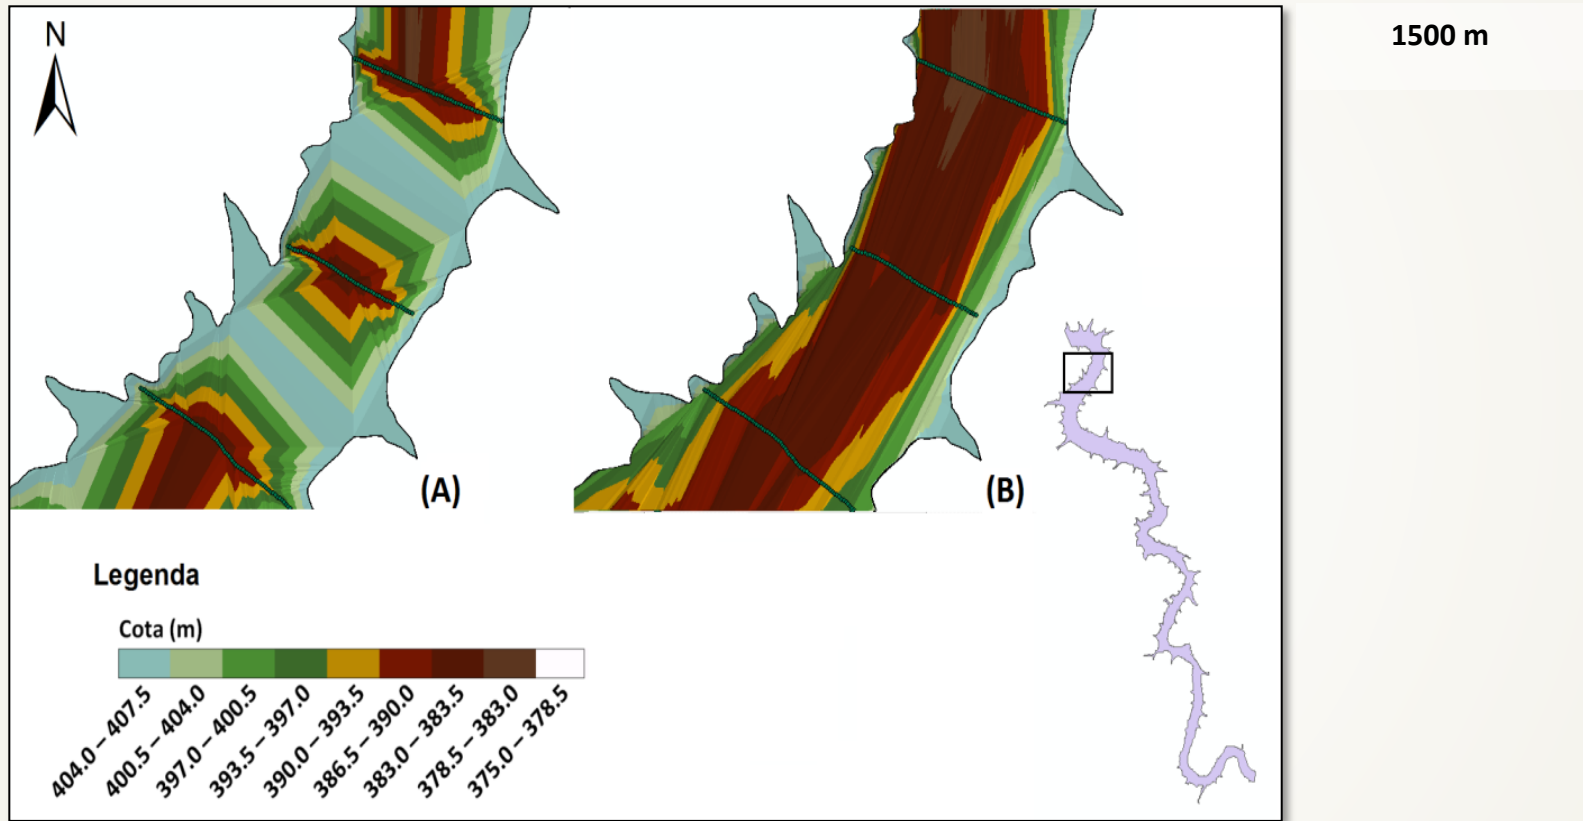 N
1500 m
(A)
(B)
Legenda
Cota (m)
404.0 – 407.5
400.5 – 404.0
397.0 – 400.5
393.5 – 397.0
390.0 – 393.5
386.5 – 390.0
383.0 – 383.5
378.5 – 383.0
375.0 – 378.5